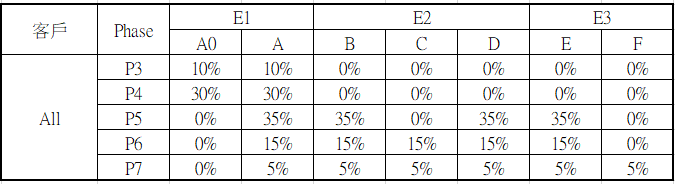 客戶 Phase E1 E2 E3
A0 A B C D E F
All P3 10% 10% 0% 0% 0% 0% 0%
P4 30% 30% 0% 0% 0% 0% 0%
P5 0% 35% 35% 0% 35% 35% 0%
P6 0% 15% 15% 15% 15% 15% 0%
P7 0% 5% 5% 5% 5% 5% 5%